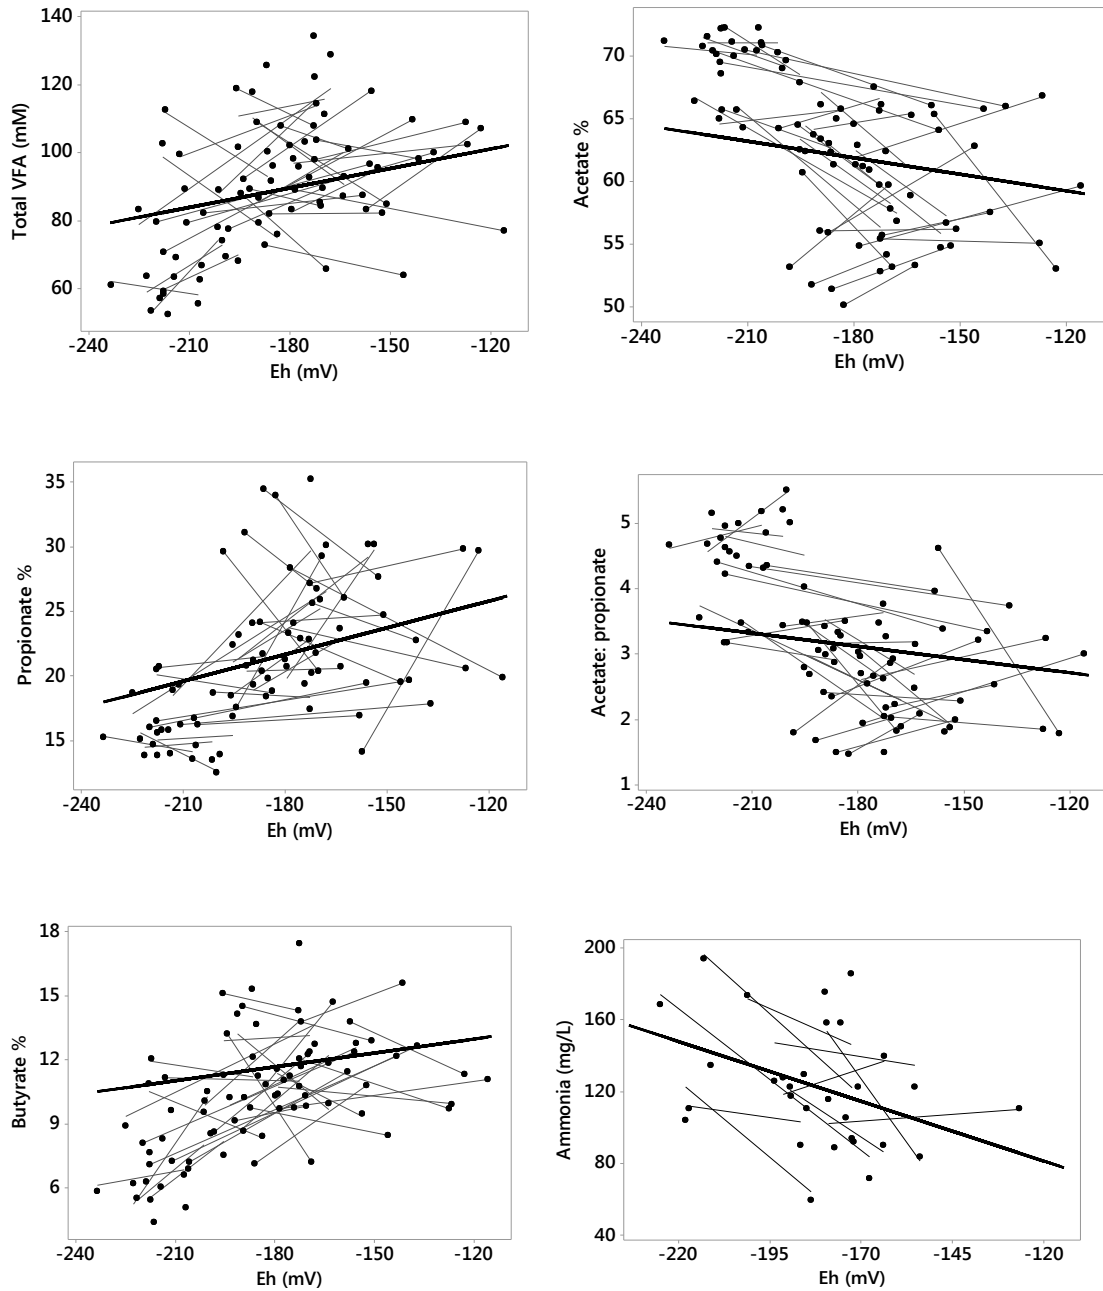 140
120
100
80
60
Total VFA (mM)
-240 -210 -180 -150 -120
Eh (mV)
70
65
60
55
50
Acetate %
-240 -210 -180 -150 -120
Eh (mV)
35
30
25
20
15
Propionate %
-240 -210 -180 -150 -120
Eh (mV)
5
4
3
2
1
Acetate: propionate
-240 -210 -180 -150 -120
Eh (mV)
18
15
12
9
6
Butyrate %
-240 -210 -180 -150 -120
Eh (mV)
200
160
120
80
40
Ammonia (mg/L)
-220 -195 -170 -145 -120
Eh (mV)